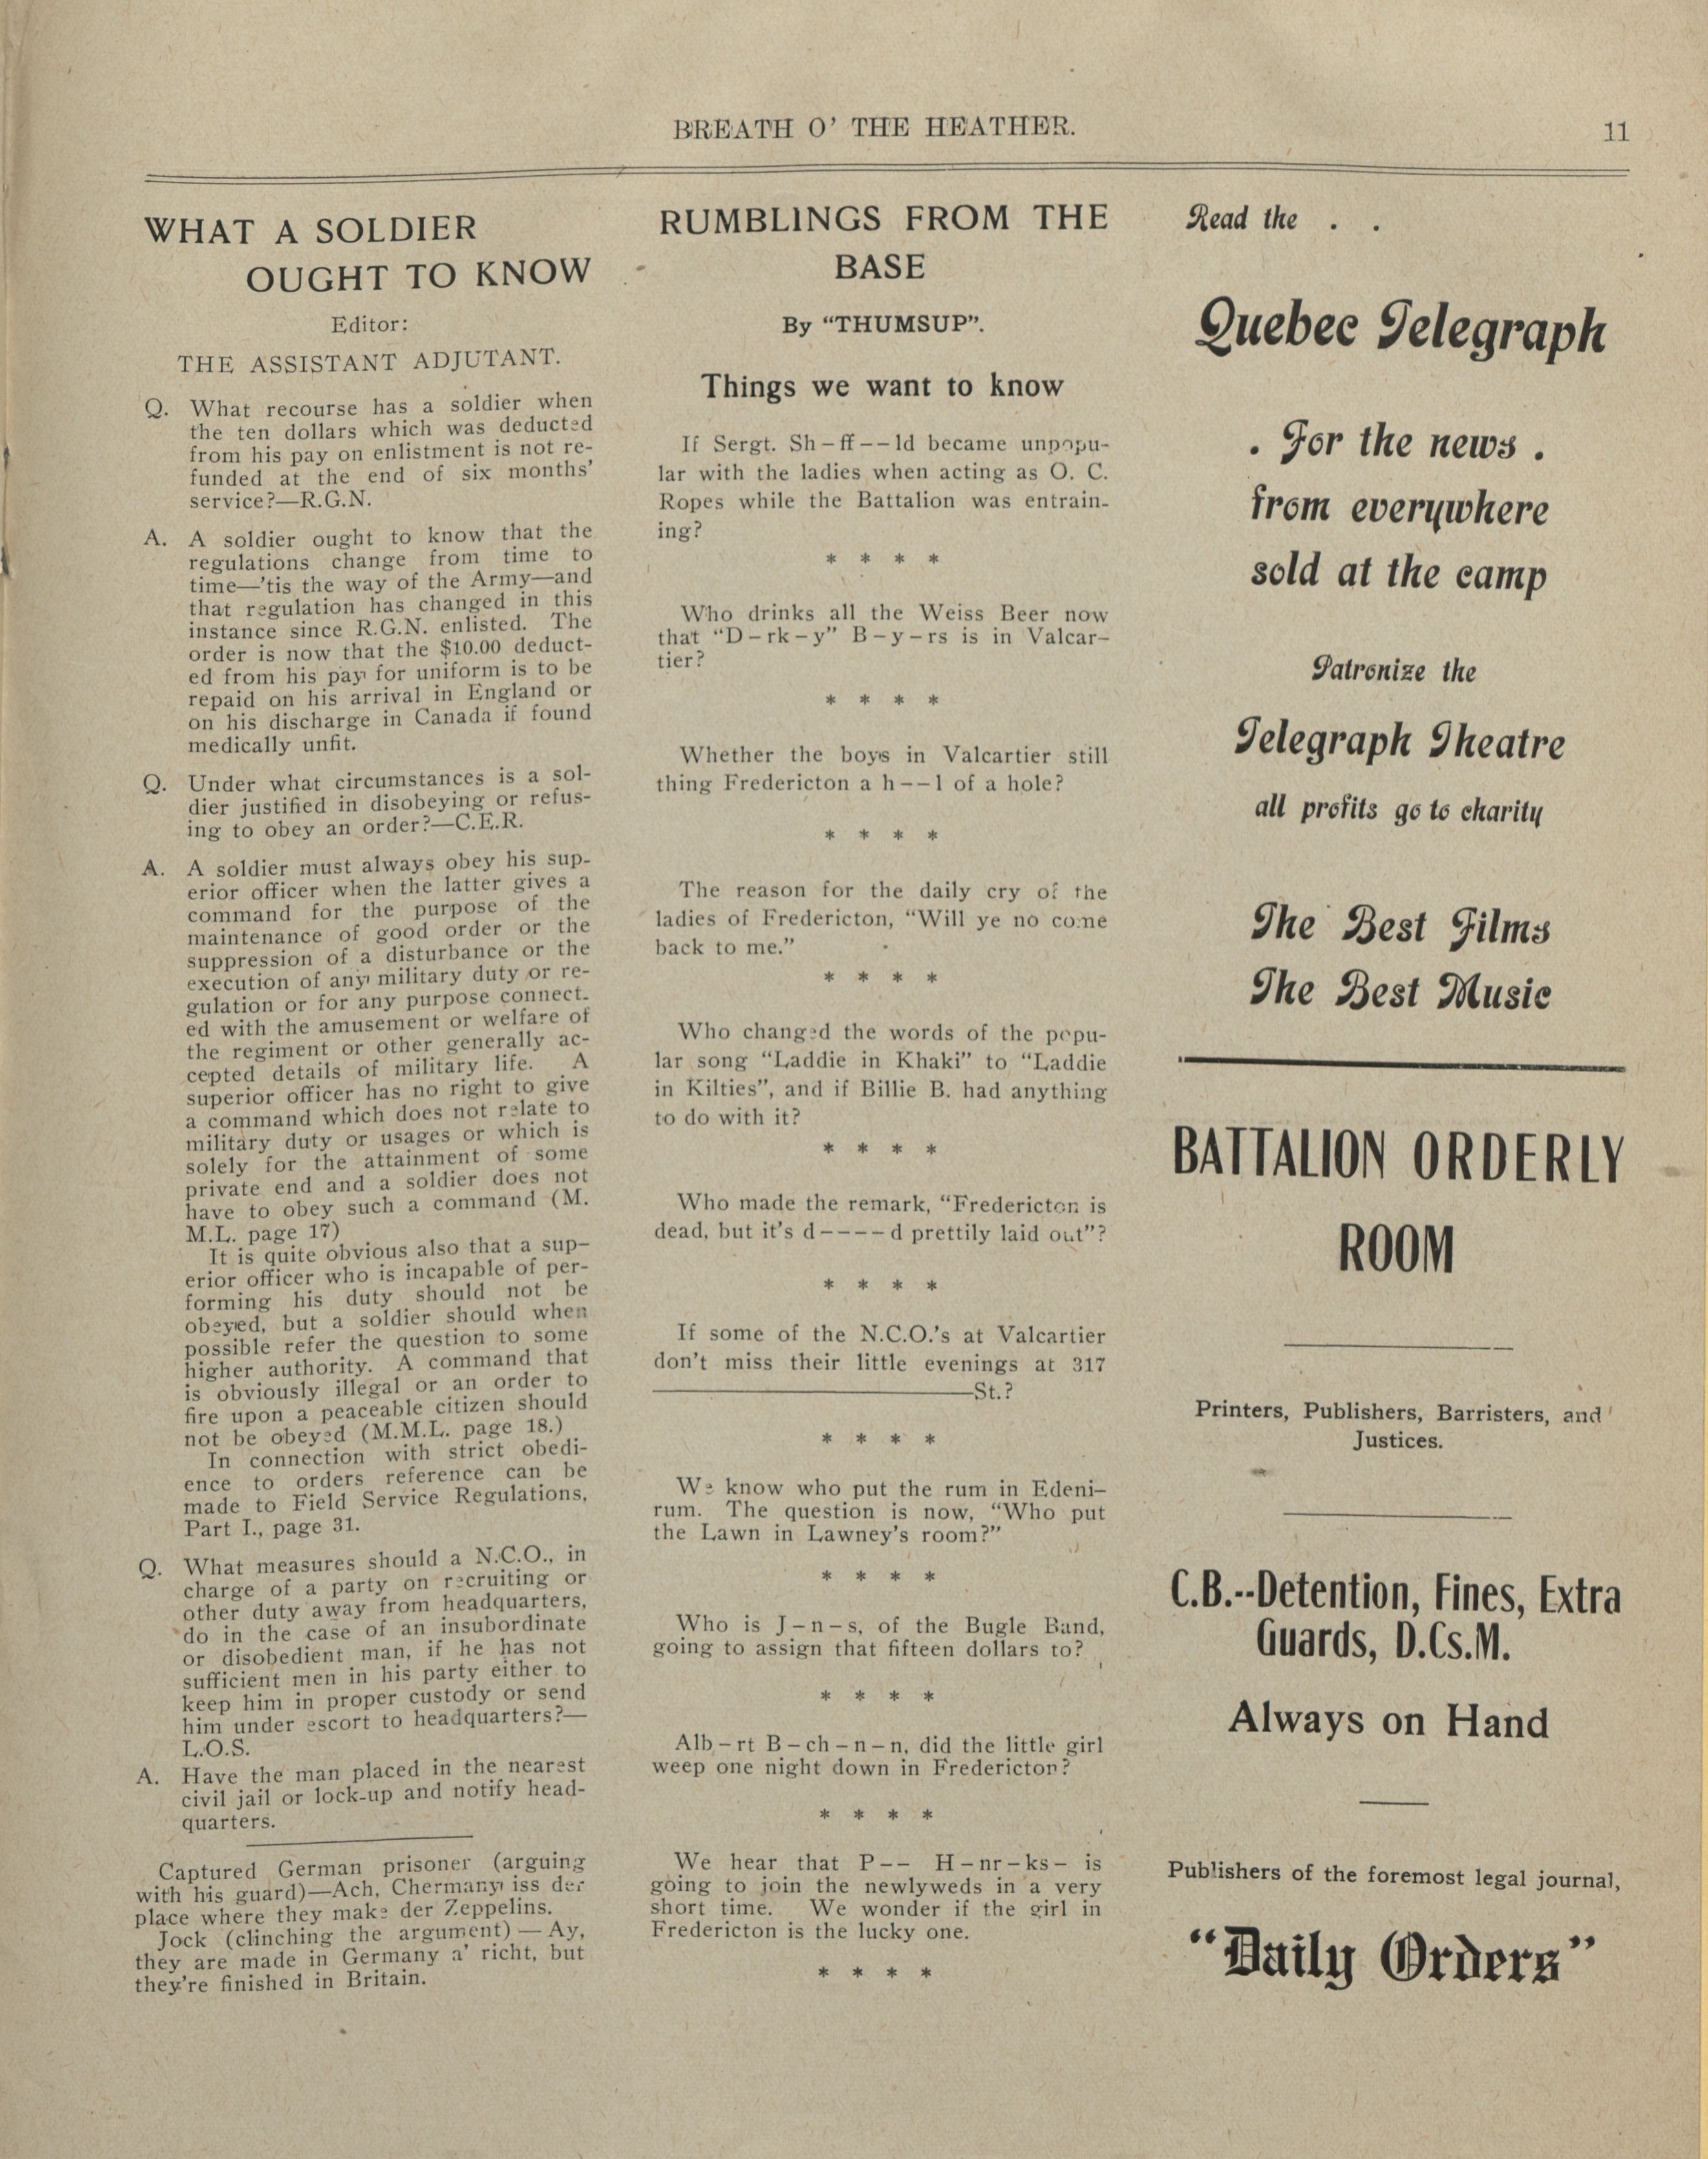 BREATH O' THE HEATHER.
11
WHAT A SOLDIER
OUGHT TO KNOW
Editor:
THE ASSISTANT ADJUTANT.
Q. What recourse has a soldier when
the ten dollars which was deducted
from his pay on enlistment is not re-
funded at the end of six months'
service?—R.G.N.
A. A soldier ought to know that the
regulations change from time to
time—'tis the way of the Army—and
that regulation has changed in this
instance since R.G.N. enlisted. The
order is now that the $10.00 deduct-
ed from his pay for uniform is to be
repaid on his arrival in England or
on his discharge in Canada if found
medically unfit.
Q. Under what circumstances is a sol-
dier justified in disobeying or refus-
ing to obey an order?—C.E.R.
A. A soldier must always obey his sup-
erior officer when the latter gives a
command for the purpose of the
maintenance of good order or the
suppression of a disturbance or the
execution of any military duty or re-
gulation or for any purpose connect-
ed with the amusement or welfare of
the regiment or other generally ac-
cepted details of military life. A
superior officer has no right to give
a command which does not relate to
military duty or usages or which is
solely for the attainment of some
private end and a soldier does not
have to obey such a command (M.
M.L. page 17)
It is quite obvious also that a sup-
erior officer who is incapable of per-
forming his duty should not be
obeyed, but a soldier should when
possible refer the question to some
higher authority. A command that
is obviously illegal or an order to
fire upon a peaceable citizen should
not be obeyed (M.M.L. page 18.)
In connection with strict obedi-
ence to orders reference can be
made to Field Service Regulations,
Part I., page 31.
Q. What measures should a N.C.O., in
charge of a party on recruiting or
other duty away from headquarters,
do in the case of an insubordinate
or disobedient man, if he has not
sufficient men in his party either to
keep him in proper custody or send
him under escort to headquarters?—
L.O.S.
A. Have the man placed in the nearest
civil jail or lock-up and notify head-
quarters.
Captured German prisoner (arguing
with his guard)—Ach, Chermany iss der
place where they make der Zeppelins.
Jock (clinching the argument) — Ay,
they are made in Germany a' richt, but
they're finished in Britain.
RUMBLINGS FROM THE
BASE
By “THUMSUP”.
Things we want to know
If Sergt. Sh–ff––ld became unpopu-
lar with the ladies when acting as O. C.
Ropes while the Battalion was entrain-
ing?
* * * *
Who drinks all the Weiss Beer now
that “D–rk–y” B–y–rs is in Valcar-
tier?
* * * *
Whether the boys in Valcartier still
thing Fredericton a h––l of a hole?
* * * *
The reason for the daily cry of the
ladies of Fredericton, “Will ye no come
back to me.”
* * * *
Who changed the words of the popu-
lar song “Laddie in Khaki” to “Laddie
in Kilties”, and if Billie B. had anything
to do with it?
* * * *
Who made the remark, “Fredericton is
dead, but it's d––––d prettily laid out”?
* * * *
If some of the N.C.O.'s at Valcartier
don't miss their little evenings at 317
————————St.?
* * * *
We know who put the rum in Edeni-
rum. The question is now, “Who put
the Lawn in Lawney's room?”
* * * *
Who is J–n–s, of the Bugle Band,
going to assign that fifteen dollars to?
* * * *
Alb–rt B–ch–n–n, did the little girl
weep one night down in Fredericton?
* * * *
We hear that P–– H–nr–ks– is
going to join the newlyweds in a very
short time. We wonder if the girl in
Fredericton is the lucky one.
* * * *
Read the . .
Quebec Telegraph
. For the news .
from everywhere
sold at the camp
Patronize the
Telegraph Theatre
all profits go to charity
The Best Films
The Best Music
BATTALION ORDERLY
ROOM
Printers, Publishers, Barristers, and
Justices.
C.B.--Detention, Fines, Extra
Guards, D.Cs.M.
Always on Hand
Publishers of the foremost legal journal,
“Daily Orders”